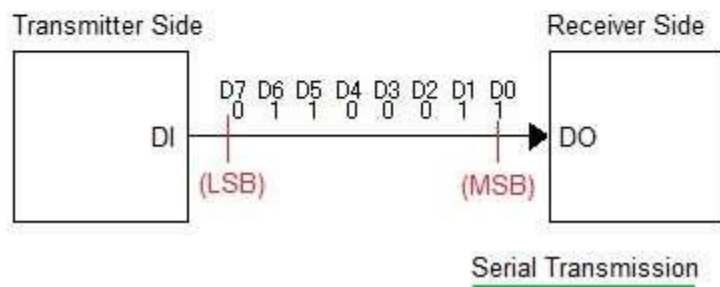 Transmitter Side Receiver Side
D7 D6 D5 D4 D3 D2 D1 D0
0 1 1 0 0 0 1 1
DI DO
(LSB) (MSB)
Serial Transmission